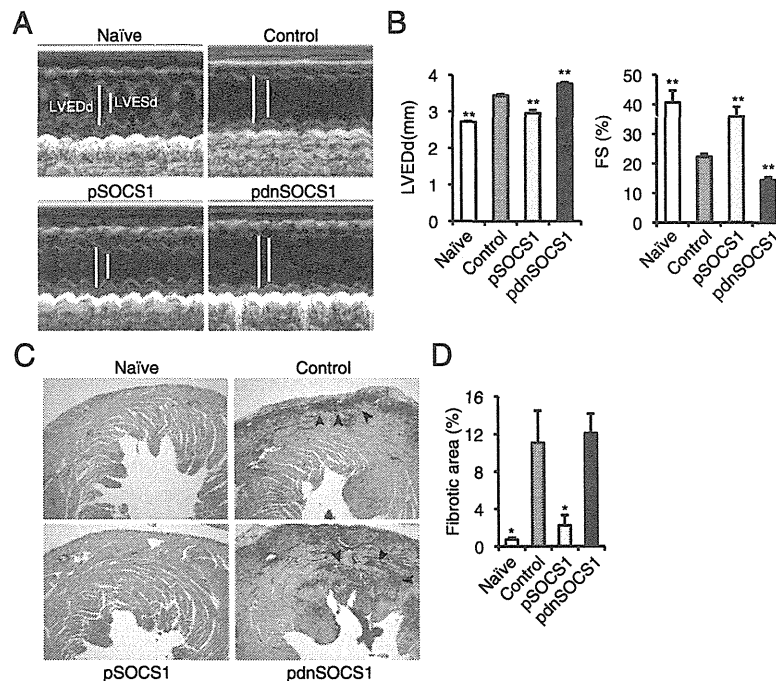 A
Naïve
Control
LVEDd
LVESd
pSOCS1
pdnSOCS1
B
LVEDd(mm)
4
3
2
1
0
**
**
**
Naïve
Control
pSOCS1
pdnSOCS1
FS (%)
50
40
30
20
10
0
**
**
**
Naïve
Control
pSOCS1
pdnSOCS1
C
Naïve
Control
pSOCS1
pdnSOCS1
D
Fibrotic area (%)
16
12
8
4
0
*
*
Naïve
Control
pSOCS1
pdnSOCS1